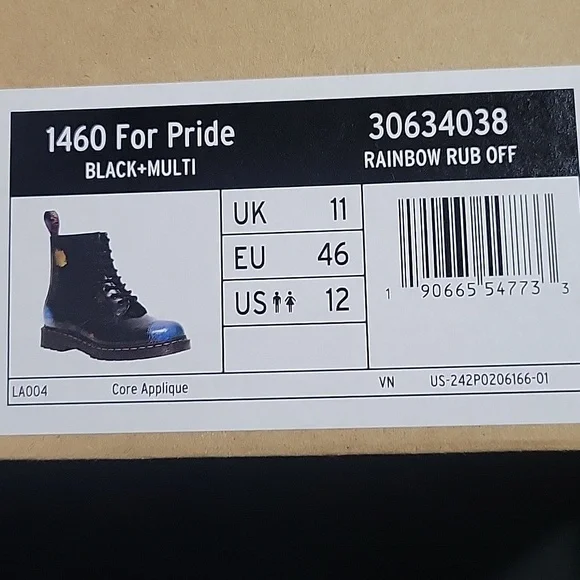 1460 For Pride
BLACK+MULTI
30634038
RAINBOW RUB OFF
UK 11
EU 46
US 12
1 90665 54773 3
LA004 Core Applique VN US-242P0206166-01